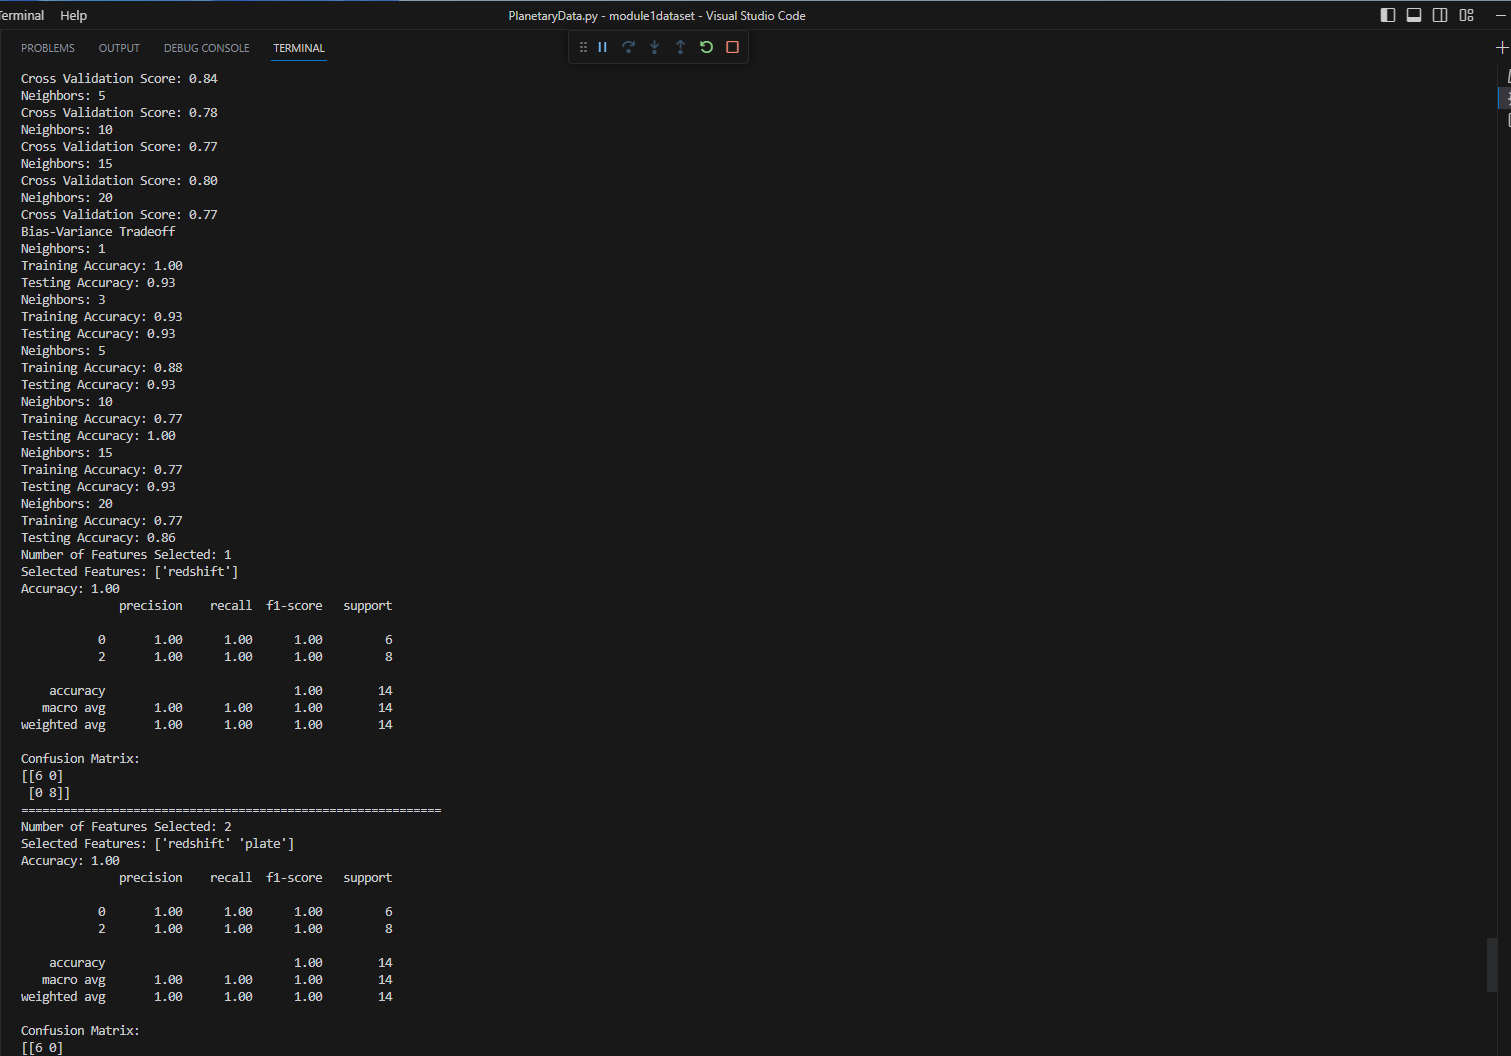 Terminal Help PlanetaryData.py - module1dataset - Visual Studio Code
PROBLEMS OUTPUT DEBUG CONSOLE TERMINAL
Cross Validation Score: 0.84
Neighbors: 5
Cross Validation Score: 0.78
Neighbors: 10
Cross Validation Score: 0.77
Neighbors: 15
Cross Validation Score: 0.80
Neighbors: 20
Cross Validation Score: 0.77
Bias-Variance Tradeoff
Neighbors: 1
Training Accuracy: 1.00
Testing Accuracy: 0.93
Neighbors: 3
Training Accuracy: 0.93
Testing Accuracy: 0.93
Neighbors: 5
Training Accuracy: 0.88
Testing Accuracy: 0.93
Neighbors: 10
Training Accuracy: 0.77
Testing Accuracy: 1.00
Neighbors: 15
Training Accuracy: 0.77
Testing Accuracy: 0.93
Neighbors: 20
Training Accuracy: 0.77
Testing Accuracy: 0.86
Number of Features Selected: 1
Selected Features: ['redshift']
Accuracy: 1.00
precision recall f1-score support
0 1.00 1.00 1.00 6
2 1.00 1.00 1.00 8
accuracy 1.00 14
macro avg 1.00 1.00 1.00 14
weighted avg 1.00 1.00 1.00 14
Confusion Matrix:
[[6 0]
[0 8]]
============================================================
Number of Features Selected: 2
Selected Features: ['redshift' 'plate']
Accuracy: 1.00
precision recall f1-score support
0 1.00 1.00 1.00 6
2 1.00 1.00 1.00 8
accuracy 1.00 14
macro avg 1.00 1.00 1.00 14
weighted avg 1.00 1.00 1.00 14
Confusion Matrix:
[[6 0]